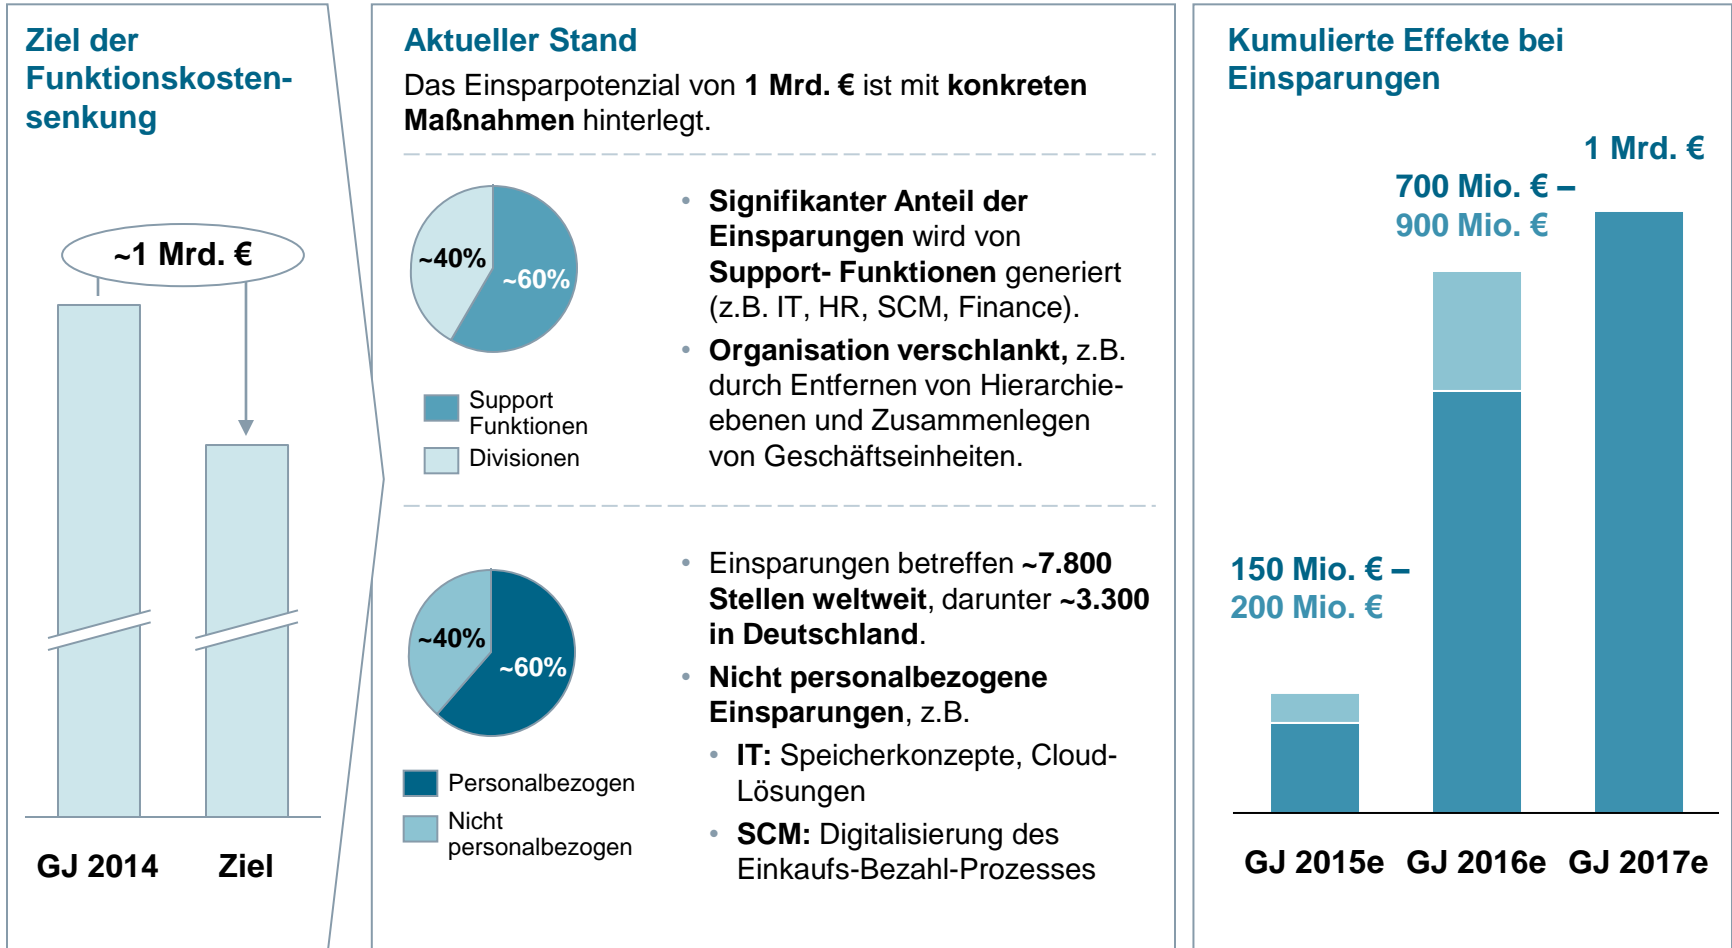 Ziel der
Funktionskosten-
senkung
~1 Mrd. €
GJ 2014
Ziel
Aktueller Stand
Das Einsparpotenzial von 1 Mrd. € ist mit konkreten
Maßnahmen hinterlegt.
~40%
~60%
Support
Funktionen
Divisionen
• Signifikanter Anteil der
Einsparungen wird von
Support- Funktionen generiert
(z.B. IT, HR, SCM, Finance).
• Organisation verschlankt, z.B.
durch Entfernen von Hierarchie-
ebenen und Zusammenlegen
von Geschäftseinheiten.
~40%
~60%
Personalbezogen
Nicht
personalbezogen
• Einsparungen betreffen ~7.800
Stellen weltweit, darunter ~3.300
in Deutschland.
• Nicht personalbezogene
Einsparungen, z.B.
• IT: Speicherkonzepte, Cloud-
Lösungen
• SCM: Digitalisierung des
Einkaufs-Bezahl-Prozesses
Kumulierte Effekte bei
Einsparungen
1 Mrd. €
700 Mio. € –
900 Mio. €
150 Mio. € –
200 Mio. €
GJ 2015e
GJ 2016e
GJ 2017e